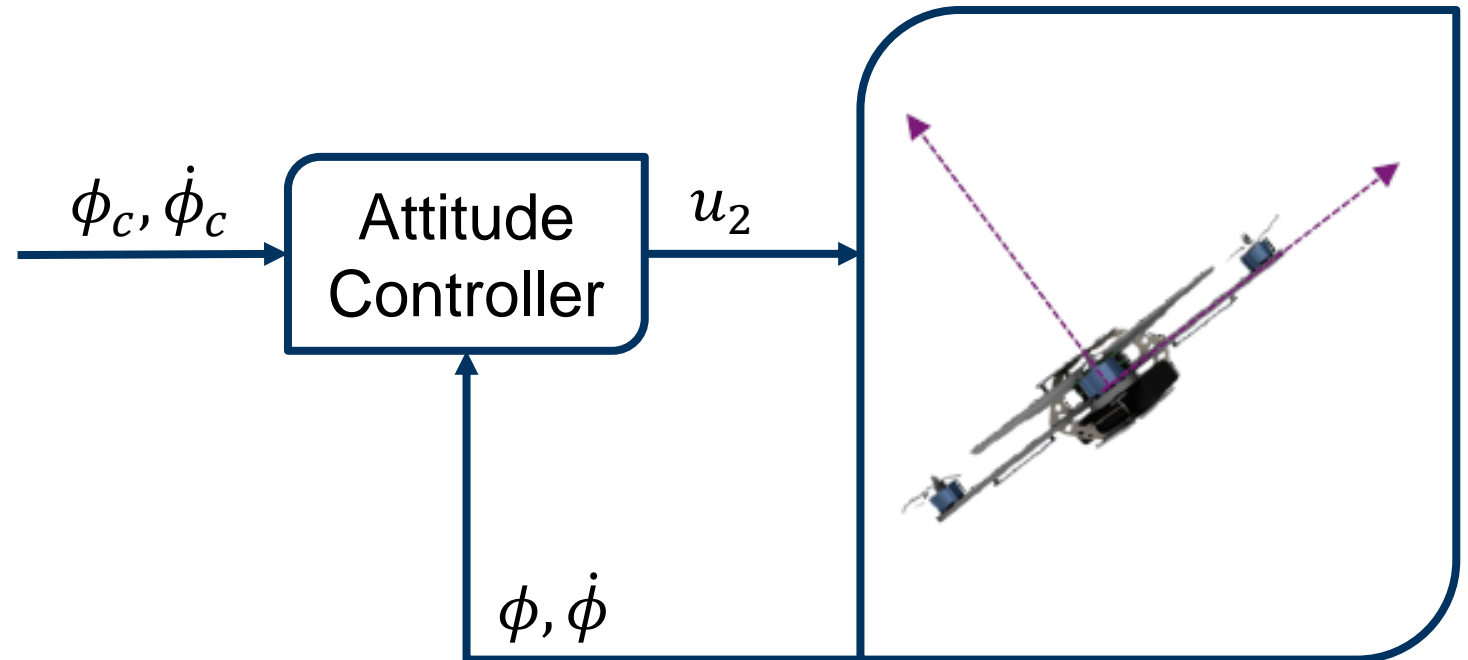 ϕ_c, ϕ̇_c
Attitude
Controller
u_2
ϕ, ϕ̇